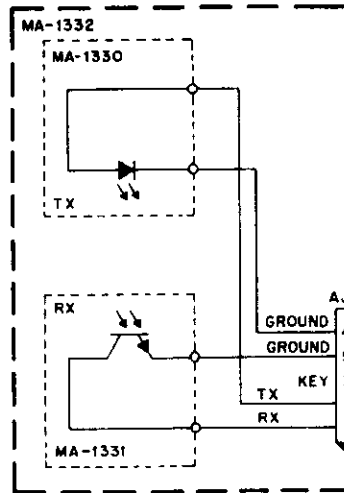 MA-1332
MA-1330
TX
RX
MA-1331
GROUND
GROUND
KEY
TX
RX